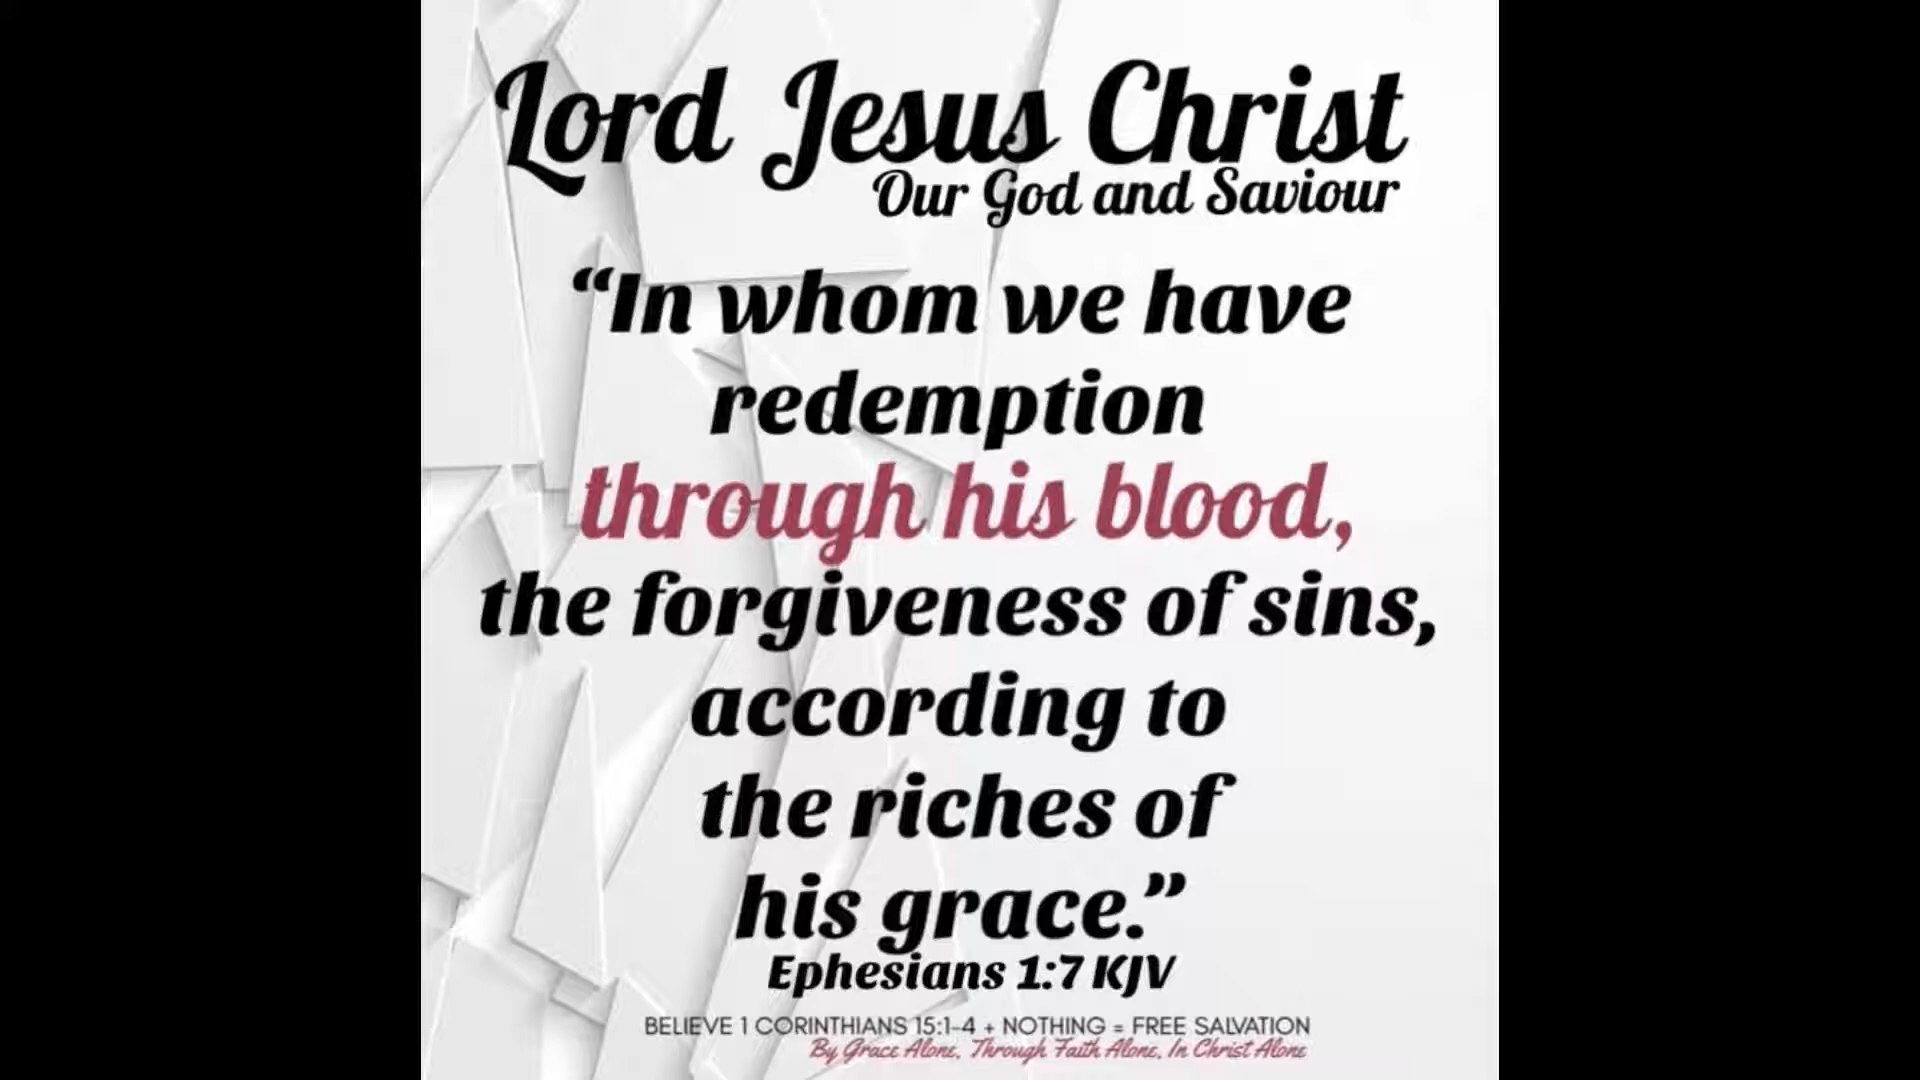 Lord Jesus Christ
Our God and Saviour
“In whom we have
redemption
through his blood,
the forgiveness of sins,
according to
the riches of
his grace.”
Ephesians 1:7 KJV
BELIEVE 1 CORINTHIANS 15:1-4 + NOTHING = FREE SALVATION
By Grace Alone, Through Faith Alone, In Christ Alone